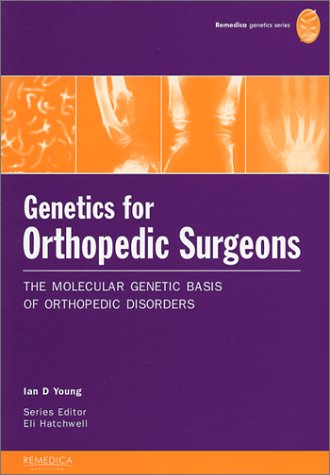 Remedica genetics series
Genetics for
Orthopedic Surgeons
THE MOLECULAR GENETIC BASIS
OF ORTHOPEDIC DISORDERS
Ian D Young
Series Editor
Eli Hatchwell
REMEDICA